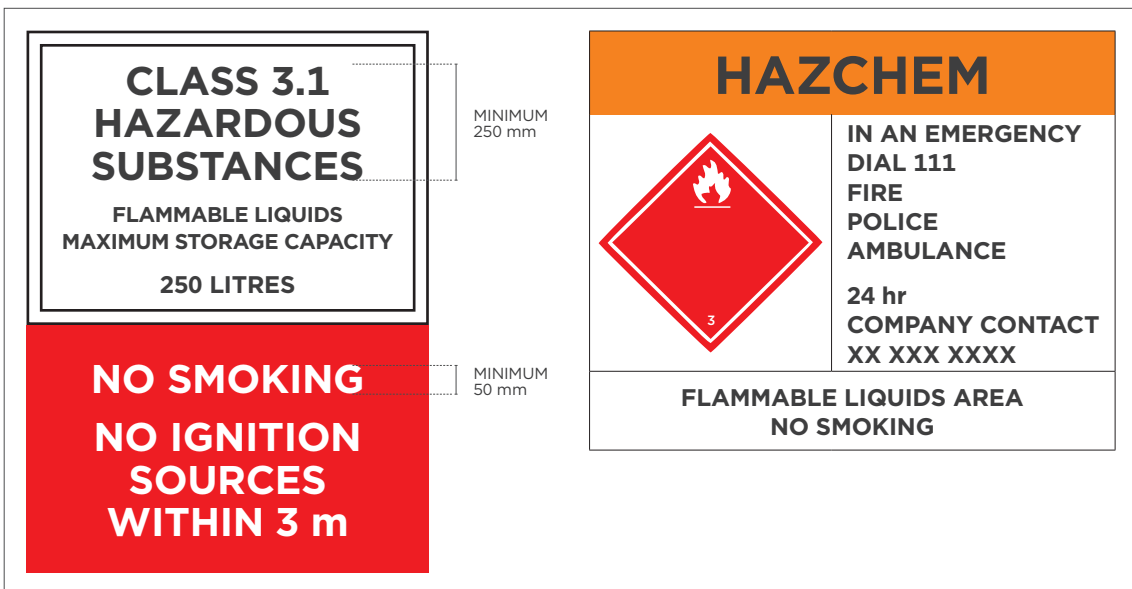 CLASS 3.1
HAZARDOUS
SUBSTANCES
FLAMMABLE LIQUIDS
MAXIMUM STORAGE CAPACITY
250 LITRES
MINIMUM
250 mm
NO SMOKING
NO IGNITION
SOURCES
WITHIN 3 m
MINIMUM
50 mm
HAZCHEM
3
IN AN EMERGENCY
DIAL 111
FIRE
POLICE
AMBULANCE
24 hr
COMPANY CONTACT
XX XXX XXXX
FLAMMABLE LIQUIDS AREA
NO SMOKING